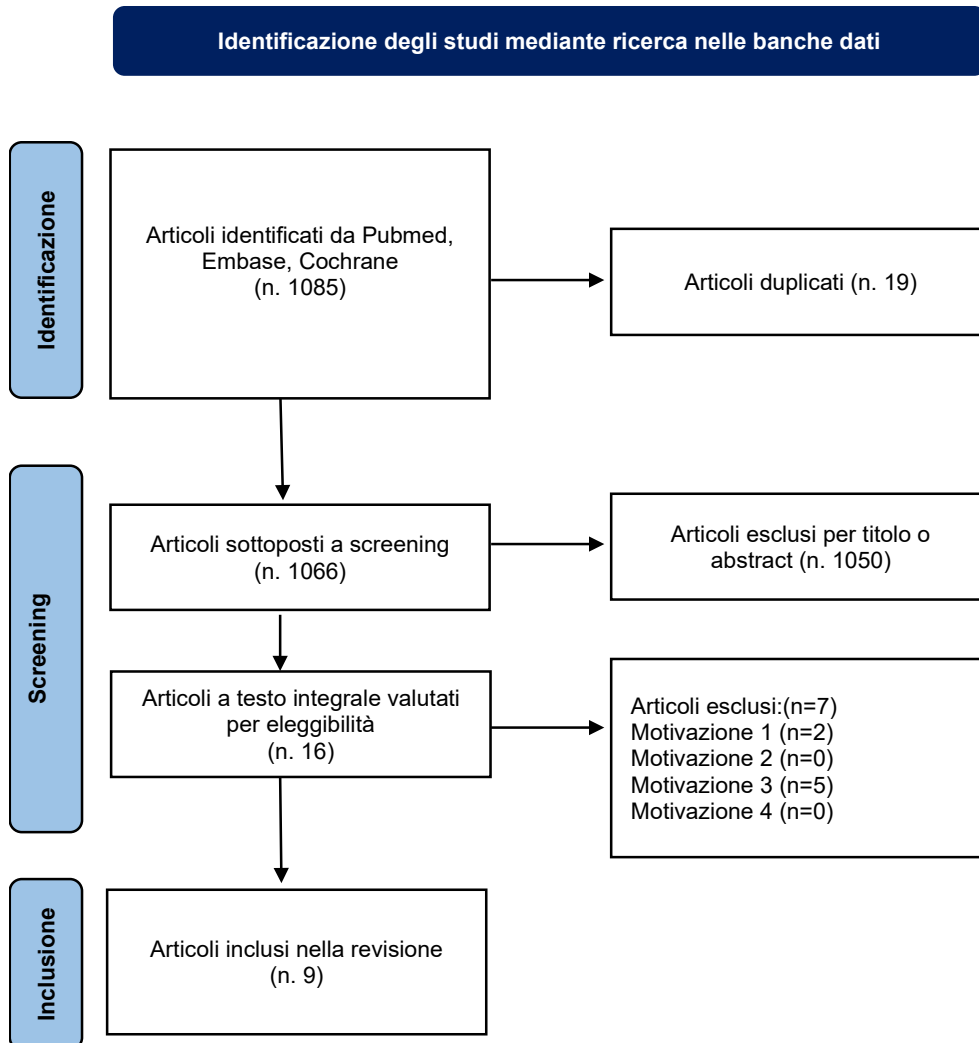 Identificazione degli studi mediante ricerca nelle banche dati
Identificazione
Articoli identificati da Pubmed,
Embase, Cochrane
(n. 1085)
Articoli duplicati (n. 19)
Screening
Articoli sottoposti a screening
(n. 1066)
Articoli esclusi per titolo o
abstract (n. 1050)
Articoli a testo integrale valutati
per eleggibilità
(n. 16)
Articoli esclusi:(n=7)
Motivazione 1 (n=2)
Motivazione 2 (n=0)
Motivazione 3 (n=5)
Motivazione 4 (n=0)
Inclusione
Articoli inclusi nella revisione
(n. 9)